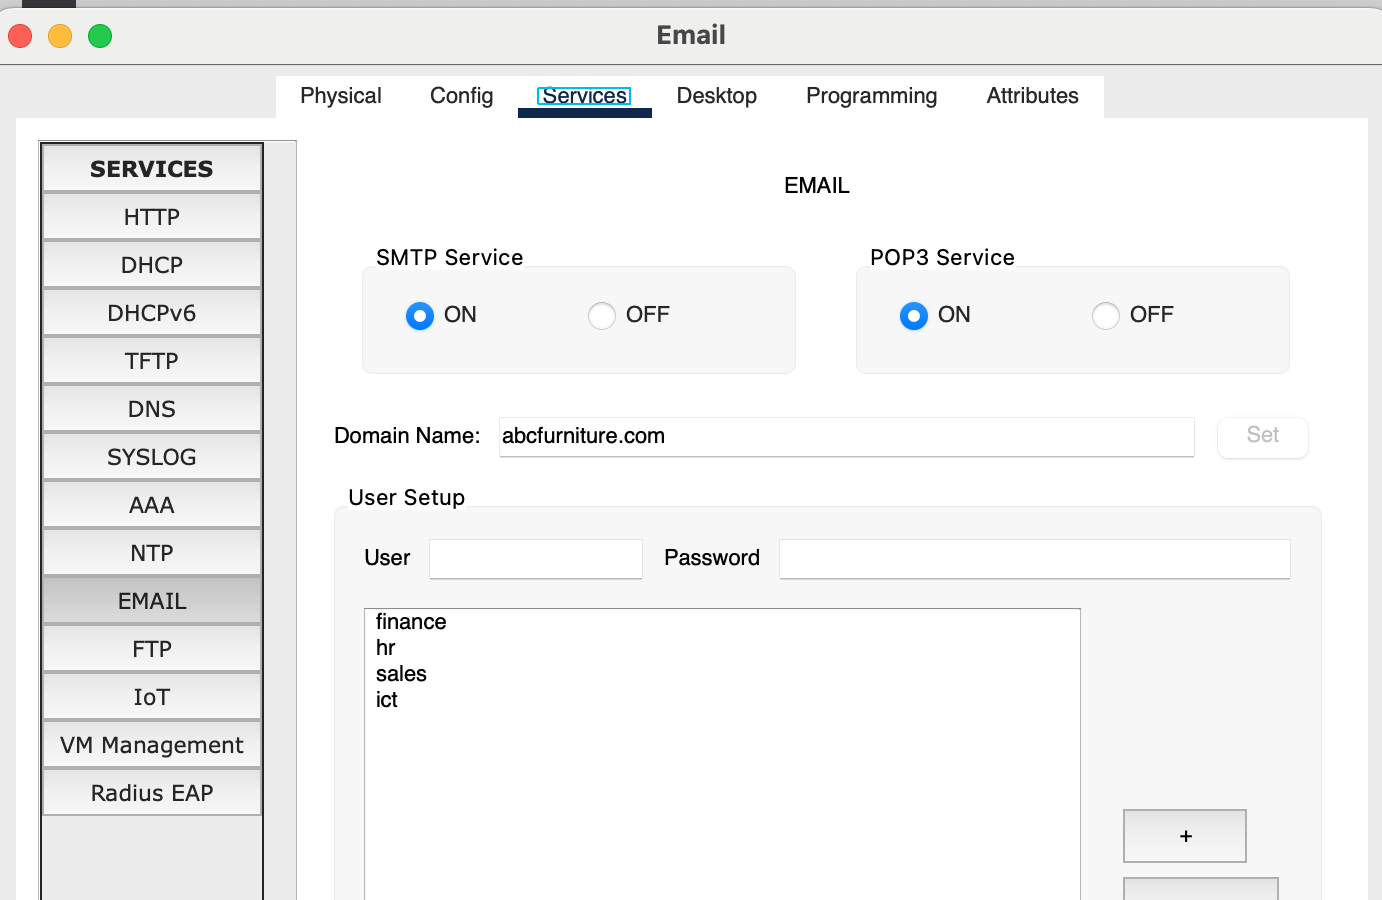 Email
Physical Config Services Desktop Programming Attributes
SERVICES
HTTP
DHCP
DHCPv6
TFTP
DNS
SYSLOG
AAA
NTP
EMAIL
FTP
IoT
VM Management
Radius EAP
EMAIL
SMTP Service
ON OFF
POP3 Service
ON OFF
Domain Name: abcfurniture.com Set
User Setup
User Password
finance
hr
sales
ict
+